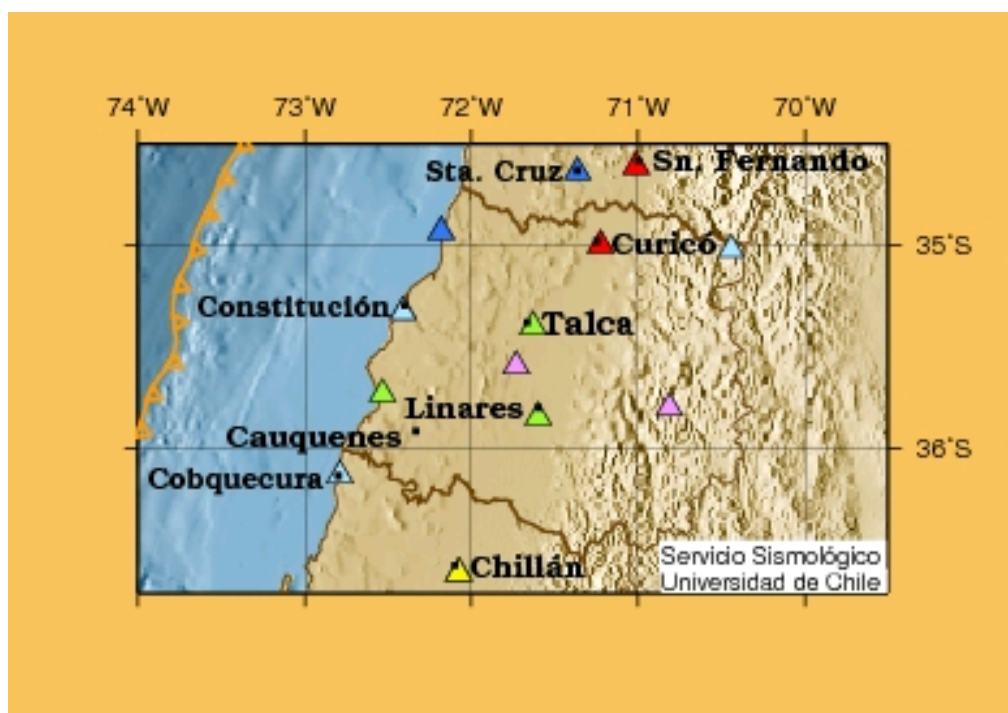 74°W 73°W 72°W 71°W 70°W
Sta. Cruz Sn, Fernando
Curicó 35°S
Constitución
Talca
Linares
Cauquenes
36°S
Cobquecura
Servicio Sismológico
Chillán
Universidad de Chile